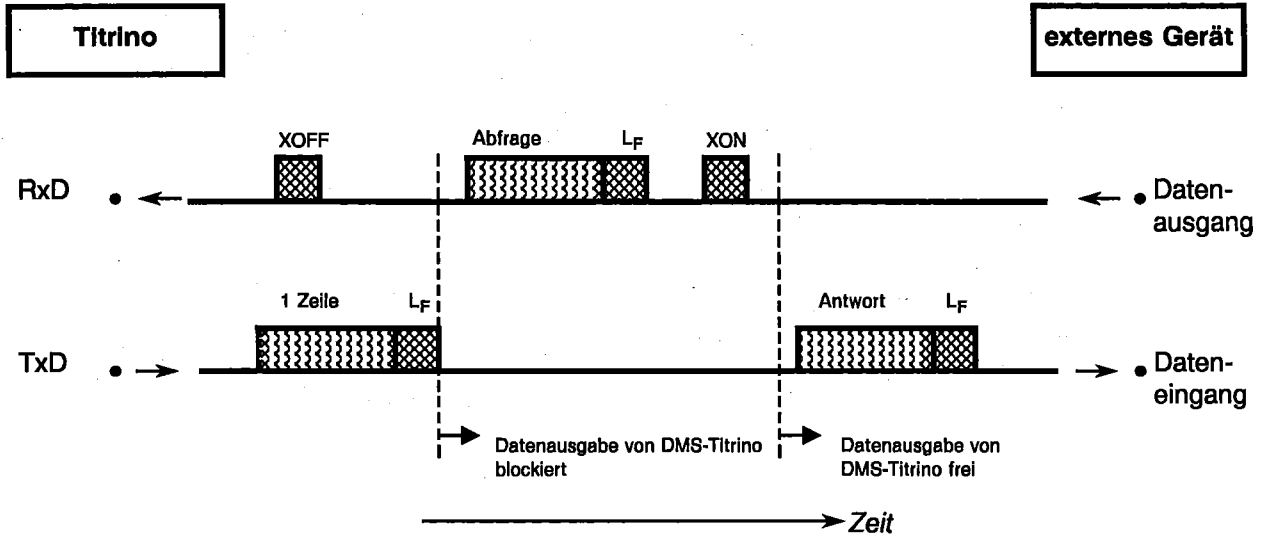 Titrino
externes Gerät
XOFF
Abfrage
LF
XON
RxD
Daten-
ausgang
1 Zeile
LF
Antwort
LF
TxD
Daten-
eingang
Datenausgabe von DMS-Titrino
blockiert
Datenausgabe von
DMS-Titrino frei
Zeit